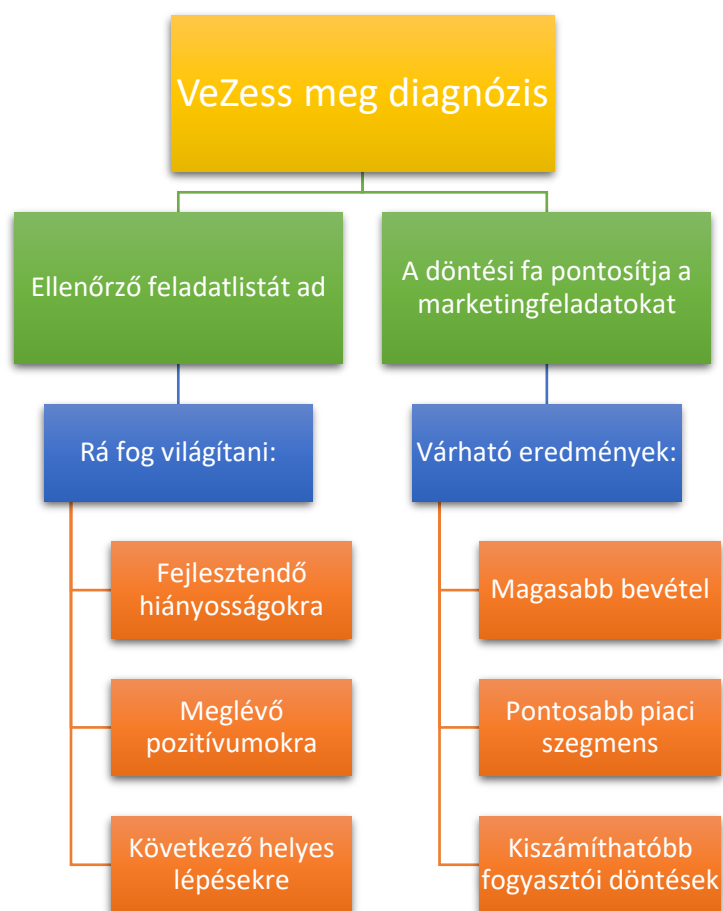 VeZess meg diagnózis
Ellenőrző feladatlistát ad
A döntési fa pontosítja a
marketingfeladatokat
Rá fog világítani:
Várható eredmények:
Fejlesztendő
hiányosságokra
Magasabb bevétel
Meglévő
pozitívumokra
Pontosabb piaci
szegmens
Következő helyes
lépésekre
Kiszámíthatóbb
fogyasztói döntések